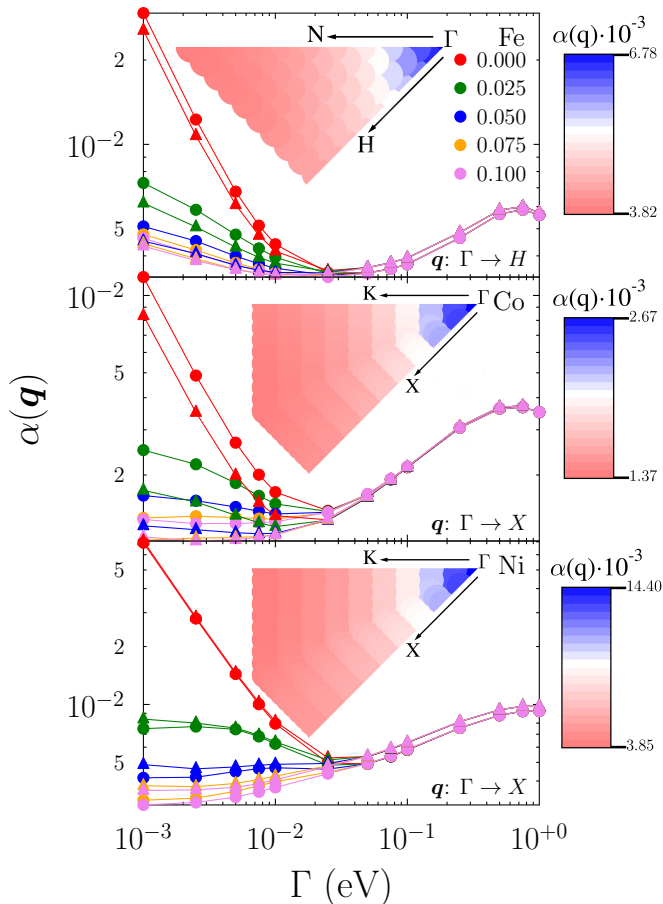 N Γ Fe α(q)·10⁻³
2 0.000 6.78
0.025
0.050
H 0.075
10⁻² 0.100
5 3.82
q: Γ → H
10⁻² K Γ Co α(q)·10⁻³
2.67
5 X
α(q)
2
1.37
q: Γ → X
5 K Γ Ni α(q)·10⁻³
14.40
2 X
10⁻²
5 3.85
q: Γ → X
10⁻³ 10⁻² 10⁻¹ 10⁺⁰
Γ (eV)